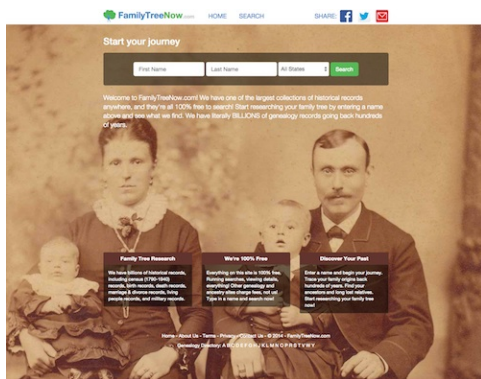 FamilyTreeNow.com HOME SEARCH SHARE:
Start your journey
First Name Last Name All States Search
Welcome to FamilyTreeNow.com! We have one of the largest collections of historical records
anywhere, and they're all 100% free to search! Start researching your family tree by entering a name
above and see what we find. We have literally BILLIONS of genealogy records going back hundreds
of years.
Family Tree Research
We have billions of historical records,
including census (1790-1940)
records, birth records, death records,
marriage & divorce records, living
people records, and military records.
We're 100% Free
Everything on this site is 100% free.
Running searches, viewing details,
everything! Other genealogy and
ancestry sites charge fees, not us!
Type in a name and search now!
Discover Your Past
Enter a name and begin your journey.
Trace your family origins back
hundreds of years. Find your
ancestors and long lost relatives.
Start researching your family tree
now!
Home - About Us - Terms - Privacy - Contact us - © 2014 - FamilyTreeNow.com
Genealogy Directory: A B C D E F G H I J K L M N O P R S T V W Y